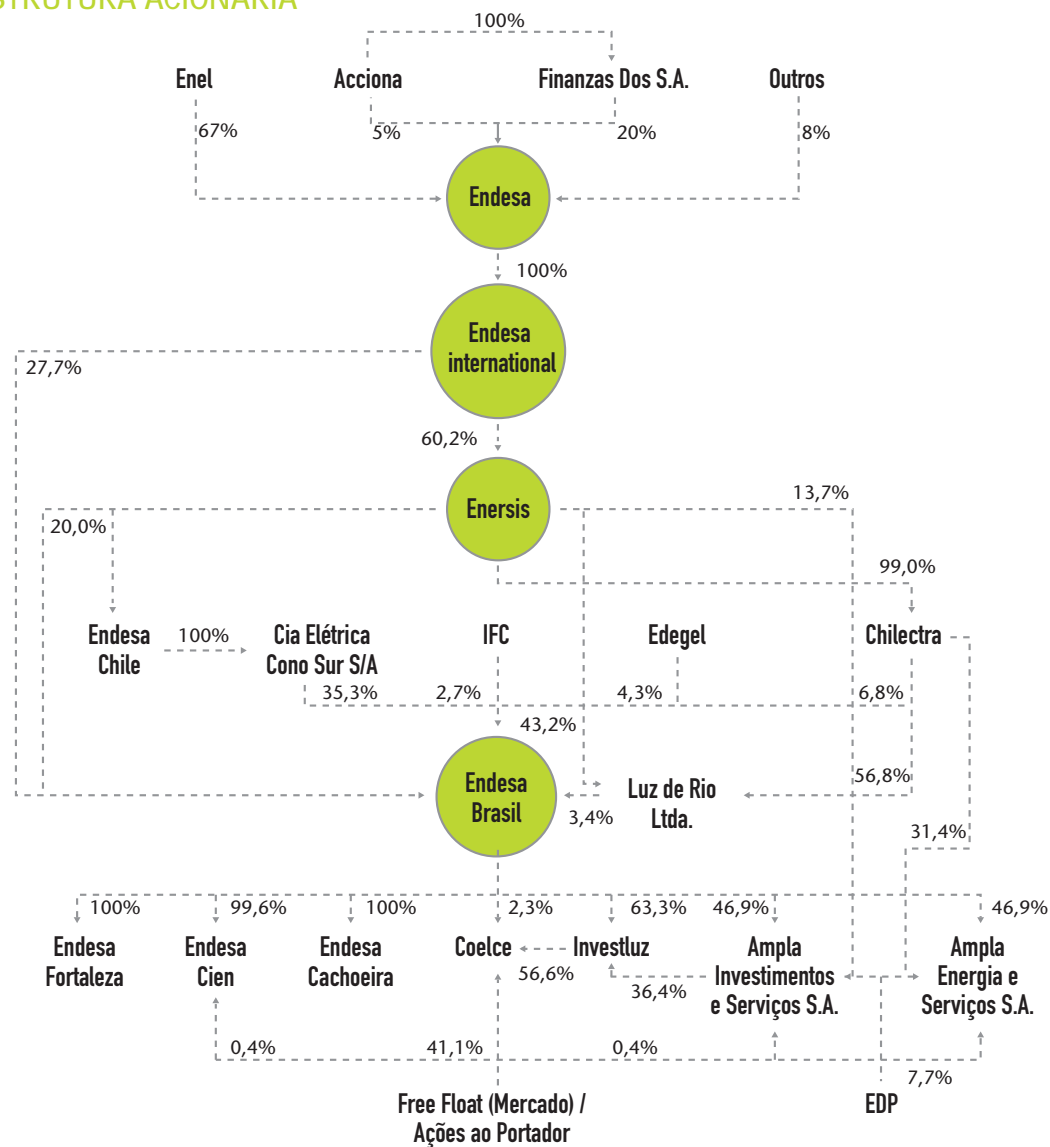 ESTRUTURA ACIONÁRIA
100%
Enel
Acciona
Finanzas Dos S.A.
Outros
67%
5%
20%
8%
Endesa
100%
Endesa
international
27,7%
60,2%
Enersis
13,7%
20,0%
99,0%
Endesa
Chile
100%
Cia Elétrica
Cono Sur S/A
IFC
Edegel
Chilectra
35,3%
2,7%
4,3%
6,8%
43,2%
Endesa
Brasil
3,4%
Luz de Rio
Ltda.
56,8%
31,4%
100%
99,6%
100%
2,3%
63,3%
46,9%
46,9%
Endesa
Fortaleza
Endesa
Cien
Endesa
Cachoeira
Coelce
56,6%
Investluz
36,4%
Ampla
Investimentos
e Serviços S.A.
Ampla
Energia e
Serviços S.A.
0,4%
41,1%
0,4%
7,7%
Free Float (Mercado) /
Ações ao Portador
EDP